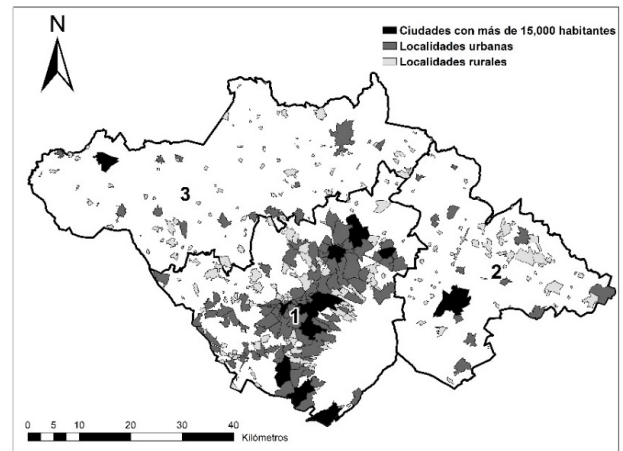 N
Ciudades con más de 15,000 habitantes
Localidades urbanas
Localidades rurales
3
2
1
0 5 10 20 30 40
Kilómetros